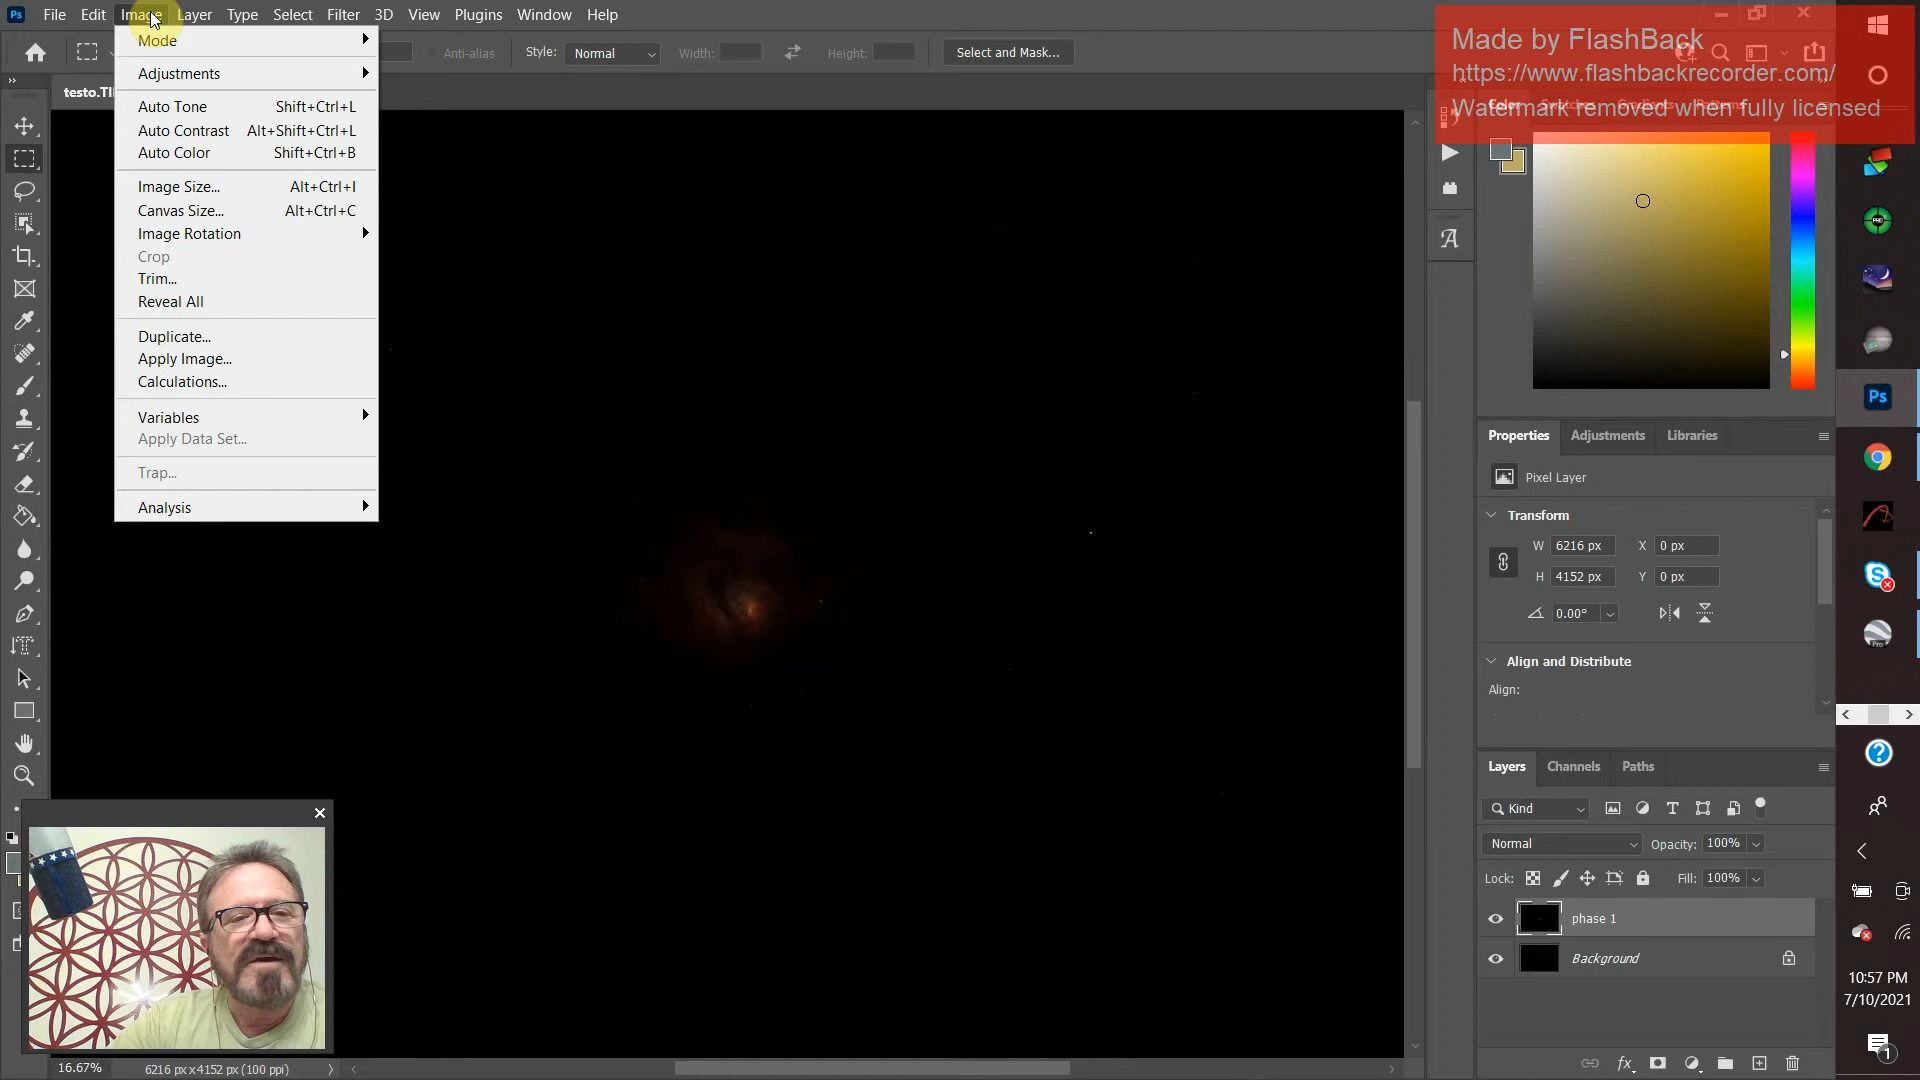 Ps File Edit Image Layer Type Select Filter 3D View Plugins Window Help
Anti-alias Style: Normal Width: Height: Select and Mask...
Made by FlashBack
https://www.flashbackrecorder.com/
Watermark removed when fully licensed
testo.TI
Mode
Adjustments
Auto Tone Shift+Ctrl+L
Auto Contrast Alt+Shift+Ctrl+L
Auto Color Shift+Ctrl+B
Image Size... Alt+Ctrl+I
Canvas Size... Alt+Ctrl+C
Image Rotation
Crop
Trim...
Reveal All
Duplicate...
Apply Image...
Calculations...
Variables
Apply Data Set...
Trap...
Analysis
Color Swatches Gradients Patterns
Ps
Properties Adjustments Libraries
Pixel Layer
Transform
W 6216 px X 0 px
H 4152 px Y 0 px
0.00°
Align and Distribute
Align:
Layers Channels Paths
Kind
Normal Opacity: 100%
Lock: Fill: 100%
phase 1
Background
16.67% 6216 px x 4152 px (100 ppi)
10:57 PM
7/10/2021
1